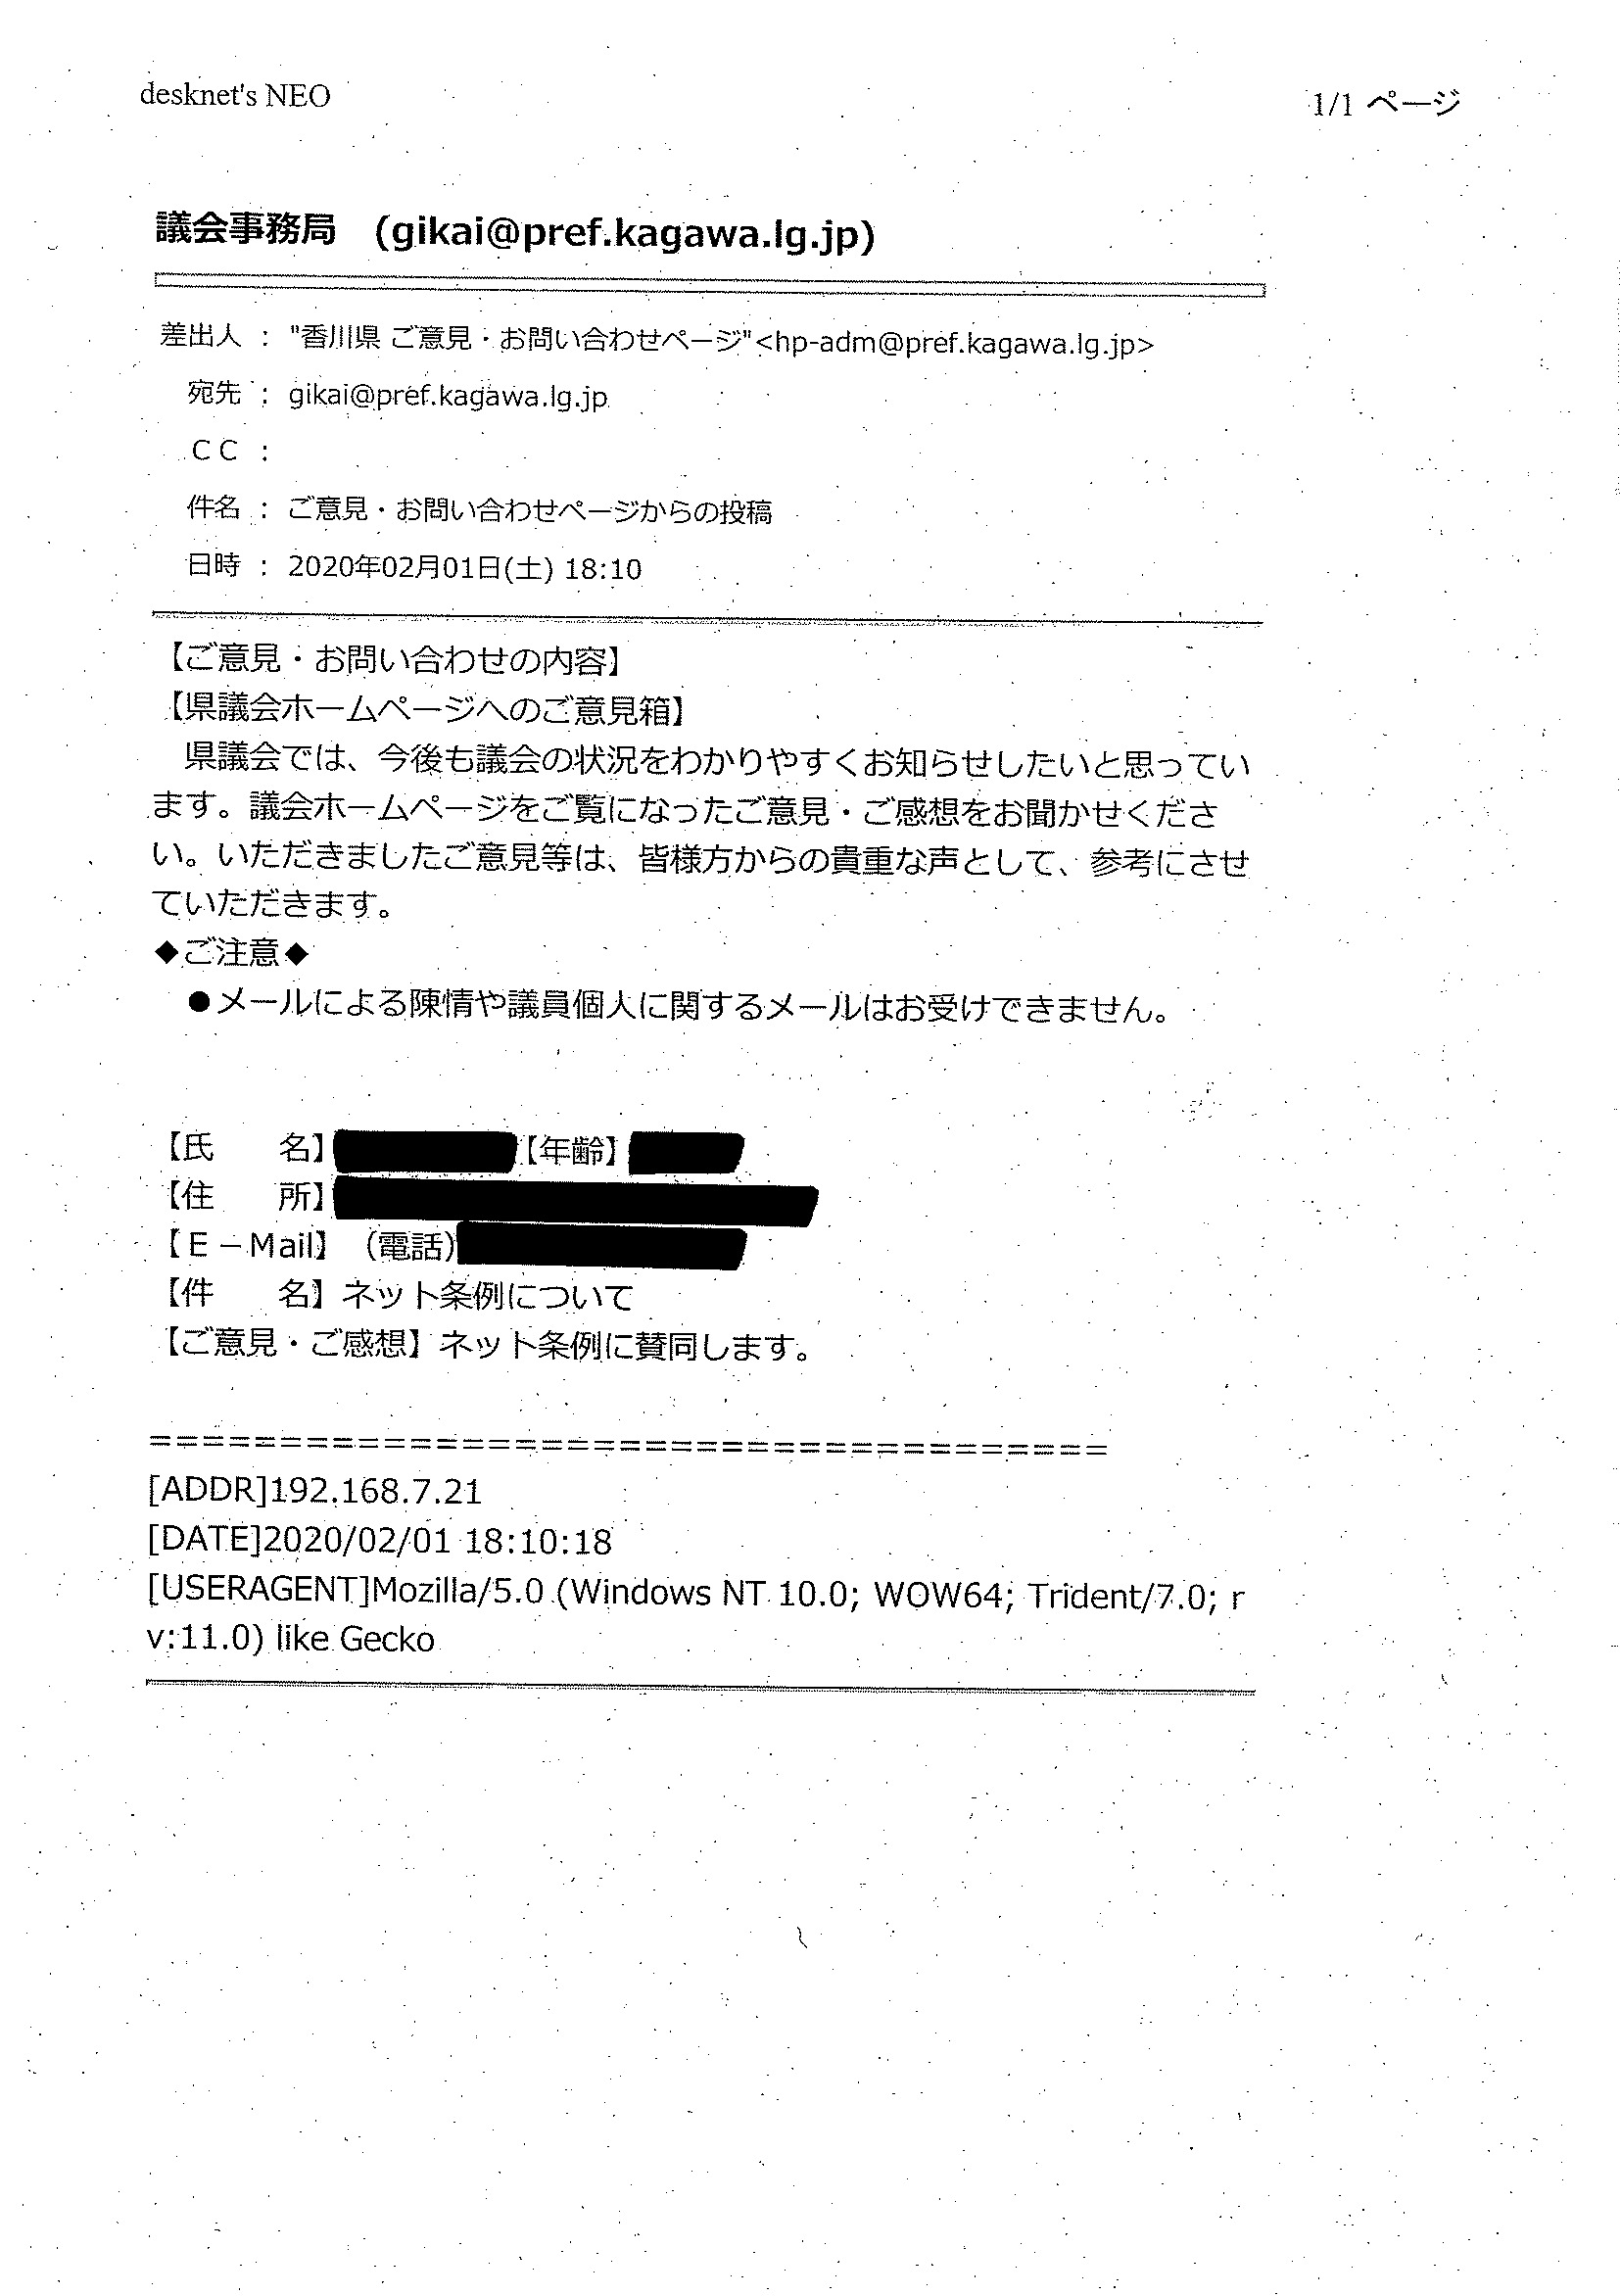 desknet's NEO
1/1 ページ
議会事務局　(gikai@pref.kagawa.lg.jp)
差出人 ： "香川県 ご意見・お問い合わせページ"<hp-adm@pref.kagawa.lg.jp>
宛先 ： gikai@pref.kagawa.lg.jp
ＣＣ ：
件名 ： ご意見・お問い合わせページからの投稿
日時 ： 2020年02月01日(土) 18:10
【ご意見・お問い合わせの内容】
【県議会ホームページへのご意見箱】
　県議会では、今後も議会の状況をわかりやすくお知らせしたいと思ってい
ます。議会ホームページをご覧になったご意見・ご感想をお聞かせくださ
い。いただきましたご意見等は、皆様方からの貴重な声として、参考にさせ
ていただきます。
◆ご注意◆
　●メールによる陳情や議員個人に関するメールはお受けできません。
【氏　　名】【年齢】
【住　　所】
【Ｅ－Mail】（電話）
【件　　名】ネット条例について
【ご意見・ご感想】ネット条例に賛同します。
=====================================
[ADDR]192.168.7.21
[DATE]2020/02/01 18:10:18
[USERAGENT]Mozilla/5.0 (Windows NT 10.0; WOW64; Trident/7.0; r
v:11.0) like Gecko